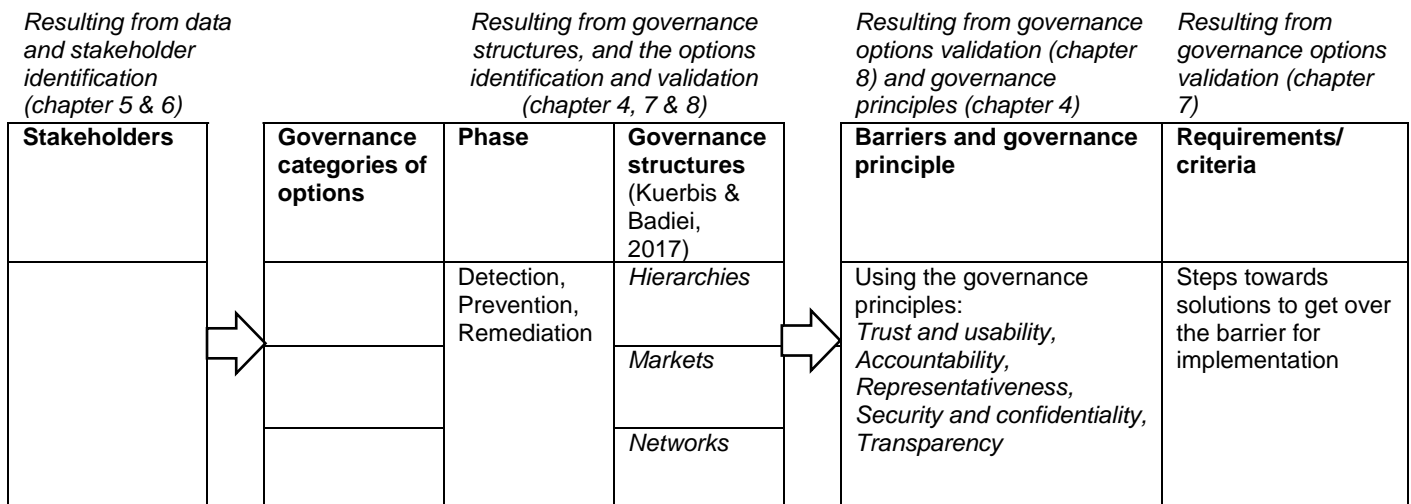 Resulting from data
and stakeholder
identification
(chapter 5 & 6)
Resulting from governance
structures, and the options
identification and validation
(chapter 4, 7 & 8)
Resulting from governance
options validation (chapter
8) and governance
principles (chapter 4)
Resulting from
governance options
validation (chapter
7)
Stakeholders
Governance
categories of
options
Phase
Governance
structures
(Kuerbis &
Badiei,
2017)
Barriers and governance
principle
Requirements/
criteria
Detection,
Prevention,
Remediation
Hierarchies
Markets
Networks
Using the governance
principles:
Trust and usability,
Accountability,
Representativeness,
Security and confidentiality,
Transparency
Steps towards
solutions to get over
the barrier for
implementation